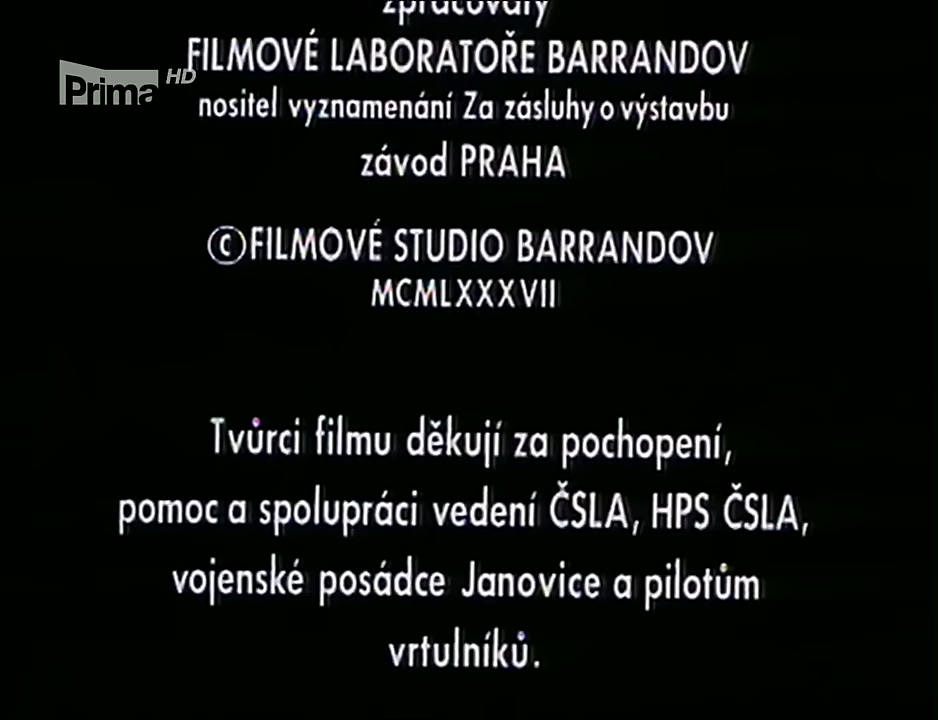 zpracovaly
FILMOVÉ LABORATOŘE BARRANDOV
Prima HD
nositel vyznamenání Za zásluhy o výstavbu
závod PRAHA
©FILMOVÉ STUDIO BARRANDOV
MCMLXXXVII
Tvůrci filmu děkují za pochopení,
pomoc a spolupráci vedení ČSLA, HPS ČSLA,
vojenské posádce Janovice a pilotům
vrtulníků.